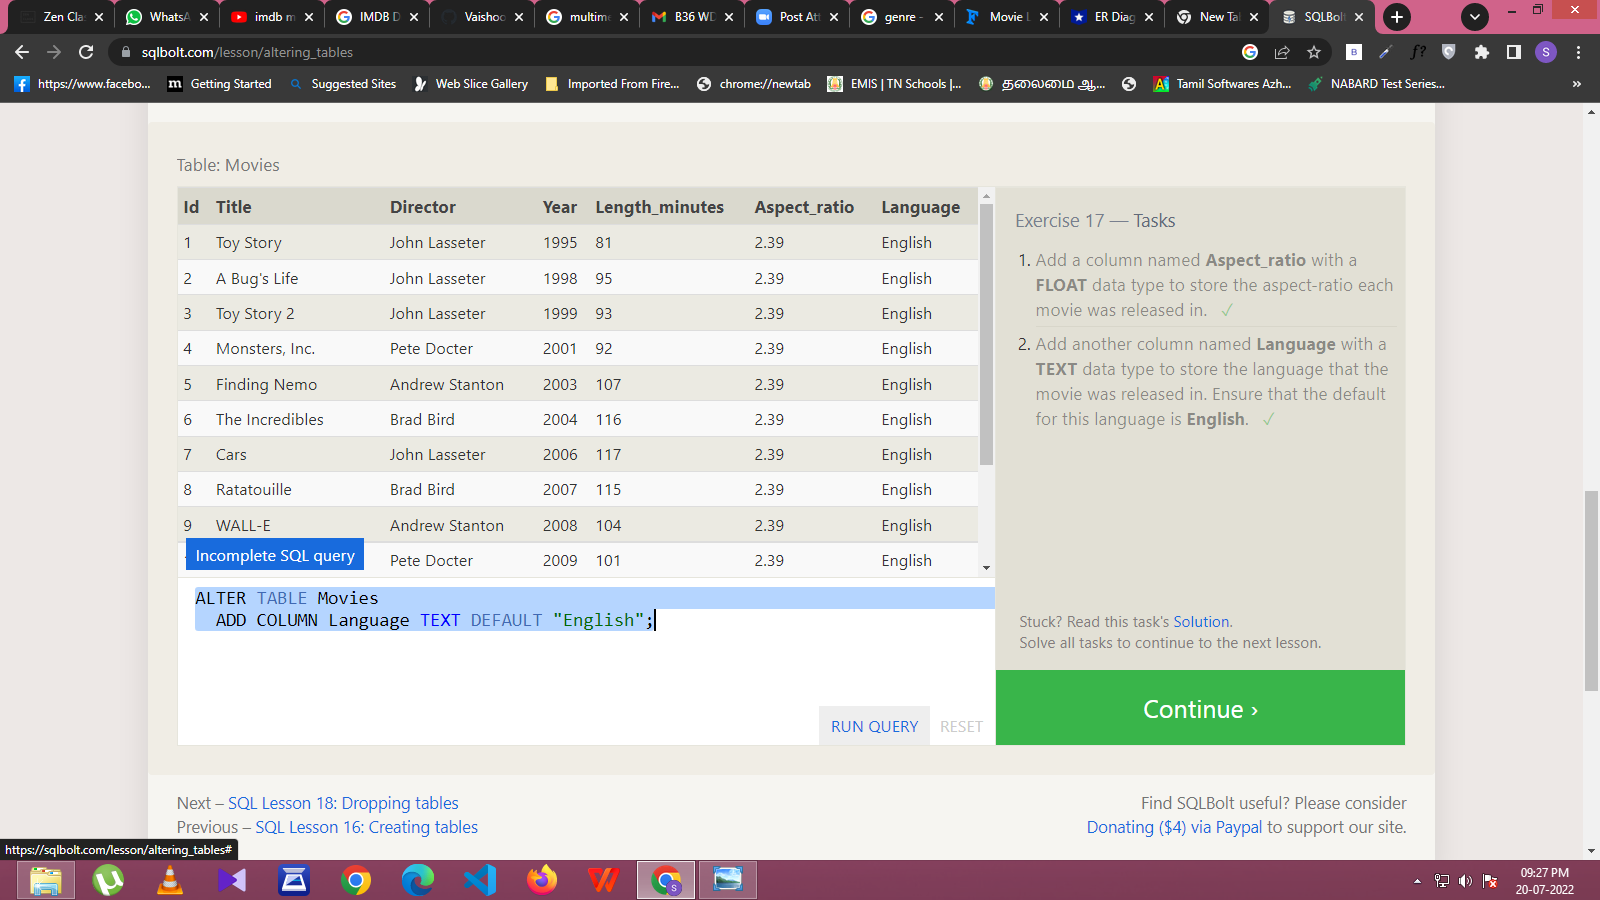 Zen Cla
WhatsA
imdb m
IMDB D
Vaishoo
multime
B36 WD
Post Att
genre -
Movie L
ER Diag
New Tab
SQLBolt
sqlbolt.com/lesson/altering_tables
https://www.facebo...
Getting Started
Suggested Sites
Web Slice Gallery
Imported From Fire...
chrome://newtab
EMIS | TN Schools |...
தலைமை ஆ...
Tamil Softwares Azh...
NABARD Test Series...
»
Table: Movies
Id Title Director Year Length_minutes Aspect_ratio Language
1 Toy Story John Lasseter 1995 81 2.39 English
2 A Bug's Life John Lasseter 1998 95 2.39 English
3 Toy Story 2 John Lasseter 1999 93 2.39 English
4 Monsters, Inc. Pete Docter 2001 92 2.39 English
5 Finding Nemo Andrew Stanton 2003 107 2.39 English
6 The Incredibles Brad Bird 2004 116 2.39 English
7 Cars John Lasseter 2006 117 2.39 English
8 Ratatouille Brad Bird 2007 115 2.39 English
9 WALL-E Andrew Stanton 2008 104 2.39 English
Pete Docter 2009 101 2.39 English
Incomplete SQL query
ALTER TABLE Movies
ADD COLUMN Language TEXT DEFAULT "English";
RUN QUERY RESET
Exercise 17 — Tasks
1. Add a column named Aspect_ratio with a
FLOAT data type to store the aspect-ratio each
movie was released in. ✓
2. Add another column named Language with a
TEXT data type to store the language that the
movie was released in. Ensure that the default
for this language is English. ✓
Stuck? Read this task's Solution.
Solve all tasks to continue to the next lesson.
Continue ›
Next – SQL Lesson 18: Dropping tables
Previous – SQL Lesson 16: Creating tables
Find SQLBolt useful? Please consider
Donating ($4) via Paypal to support our site.
https://sqlbolt.com/lesson/altering_tables#
09:27 PM
20-07-2022